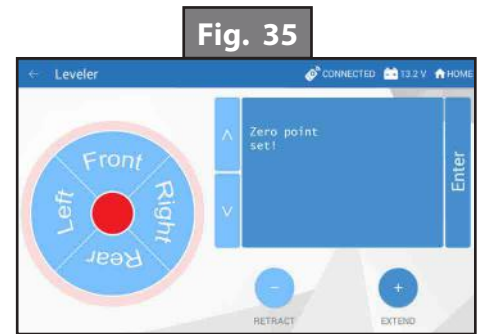 Fig. 35
← Leveler CONNECTED 13.2 V HOME
Front
Left
Right
Rear
Zero point
set!
Enter
RETRACT
EXTEND